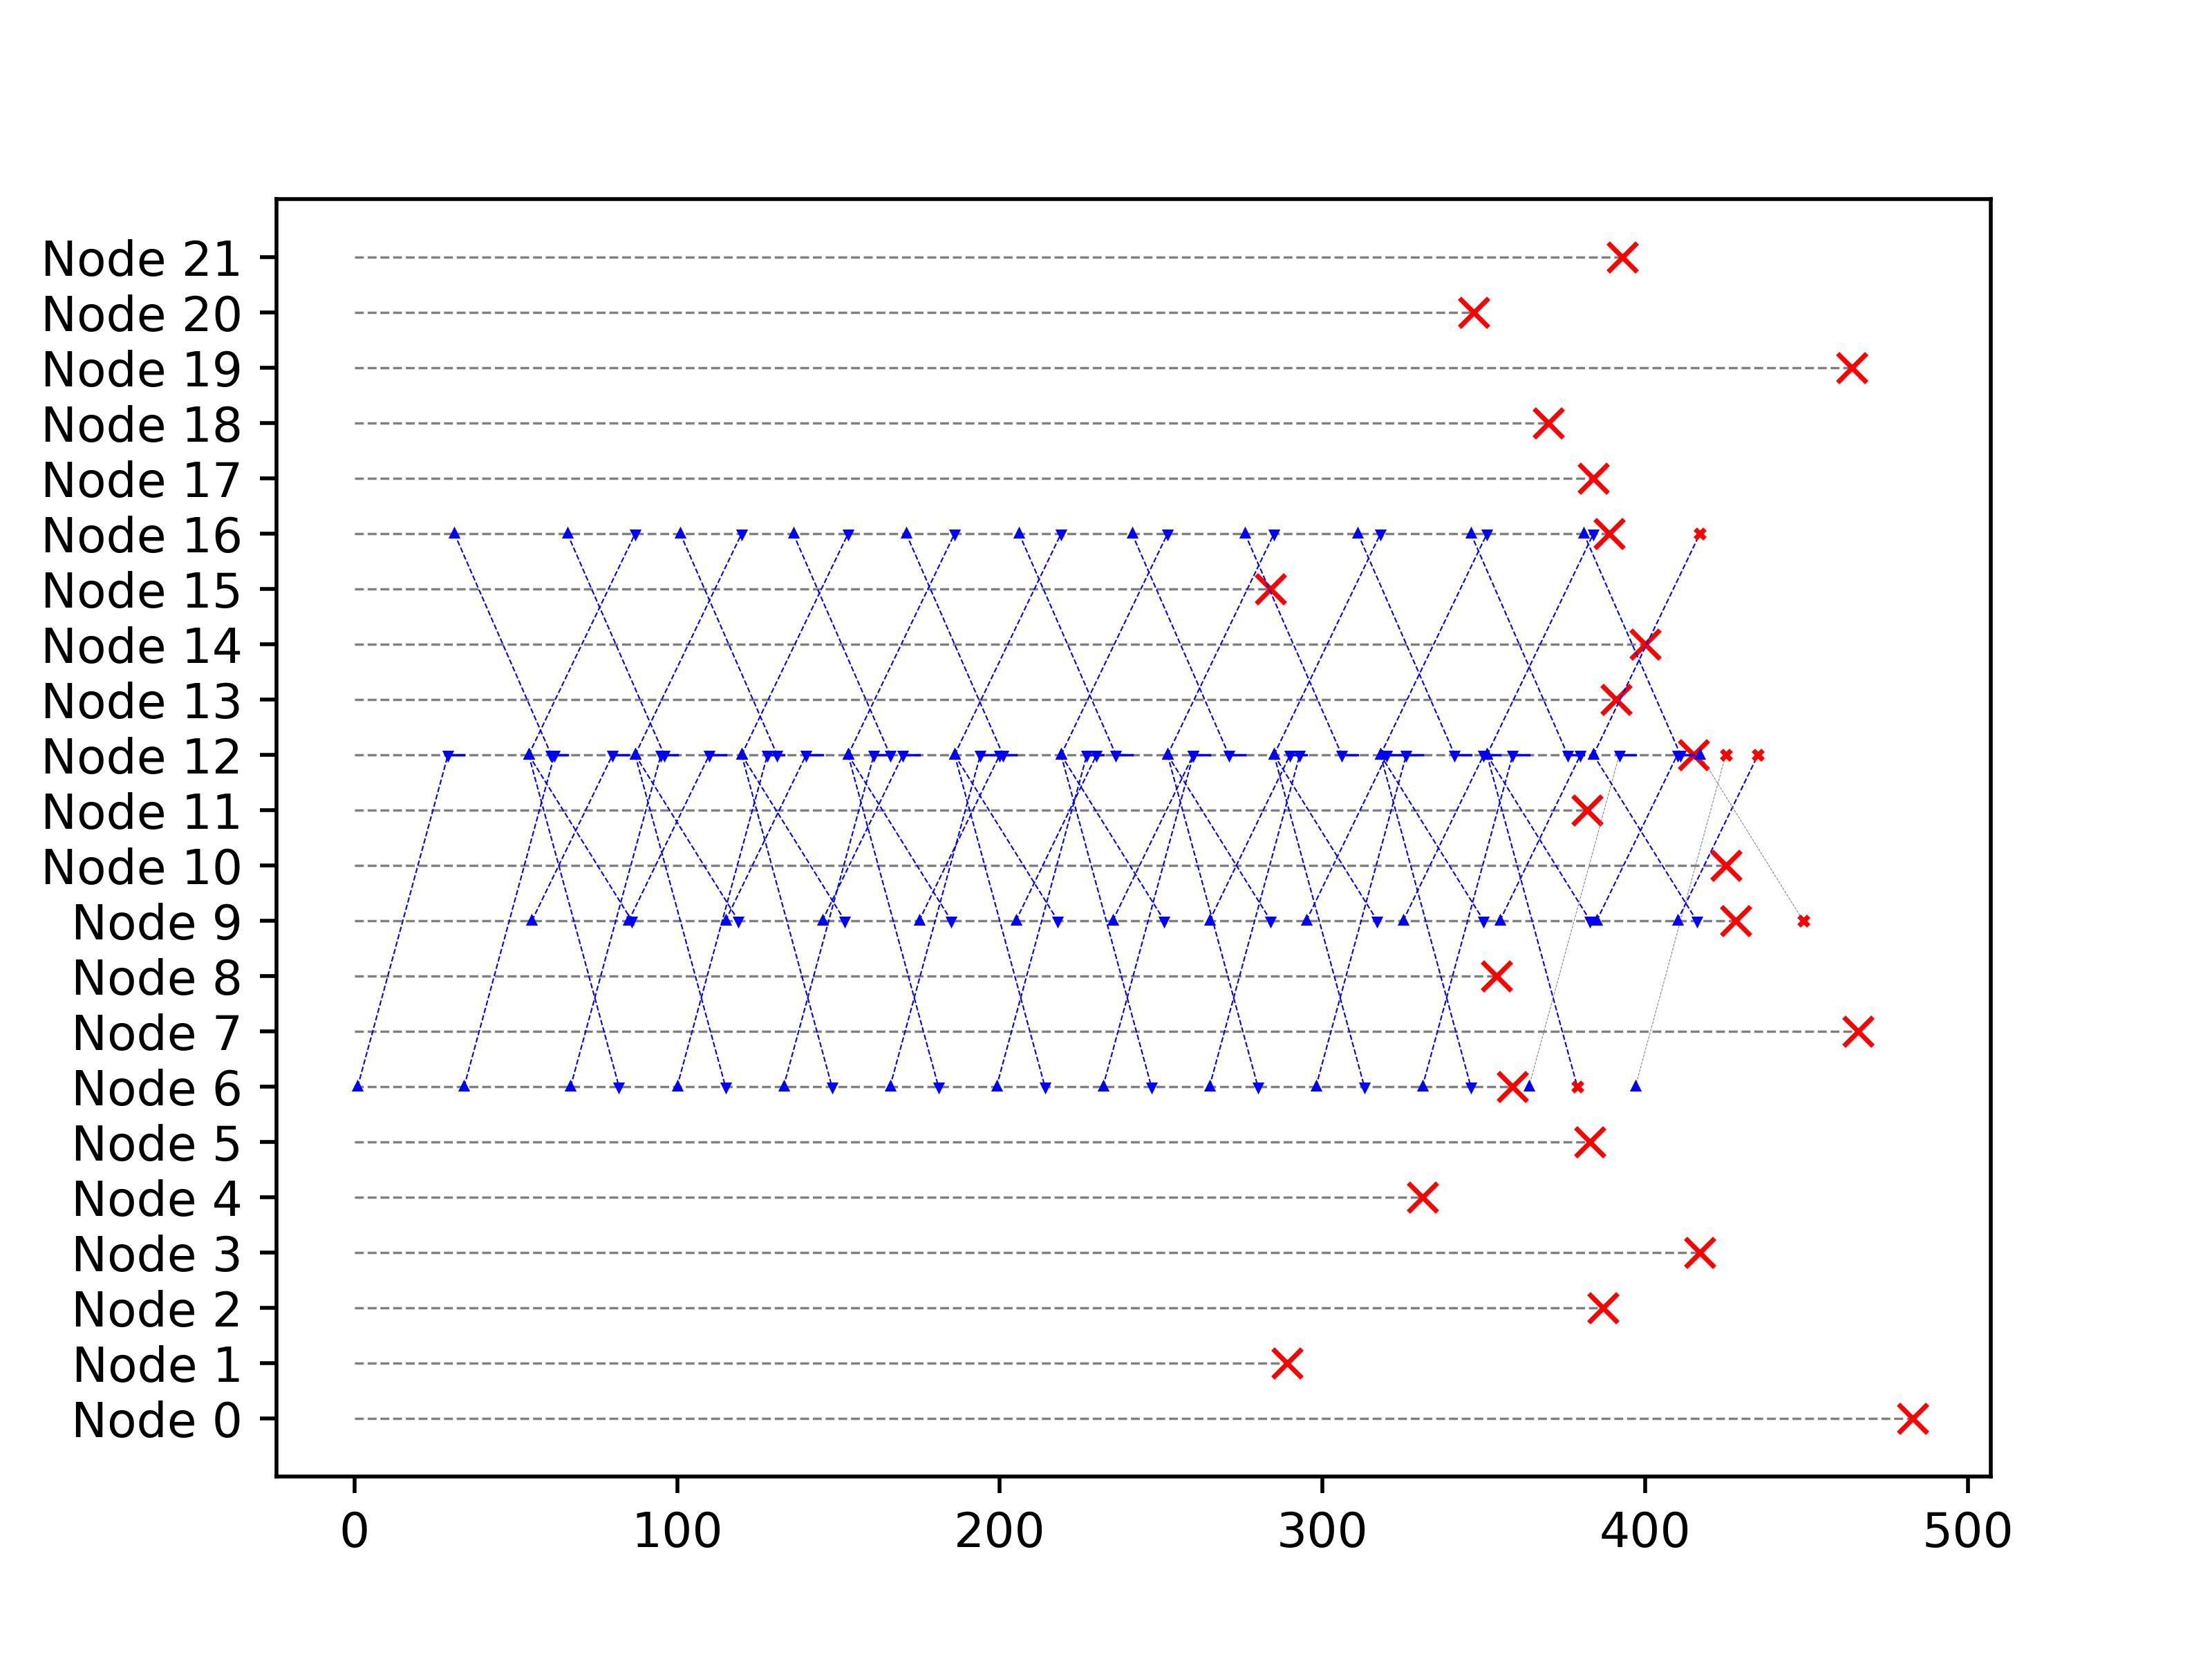 Node 21
Node 20
Node 19
Node 18
Node 17
Node 16
Node 15
Node 14
Node 13
Node 12
Node 11
Node 10
Node 9
Node 8
Node 7
Node 6
Node 5
Node 4
Node 3
Node 2
Node 1
Node 0
0 100 200 300 400 500